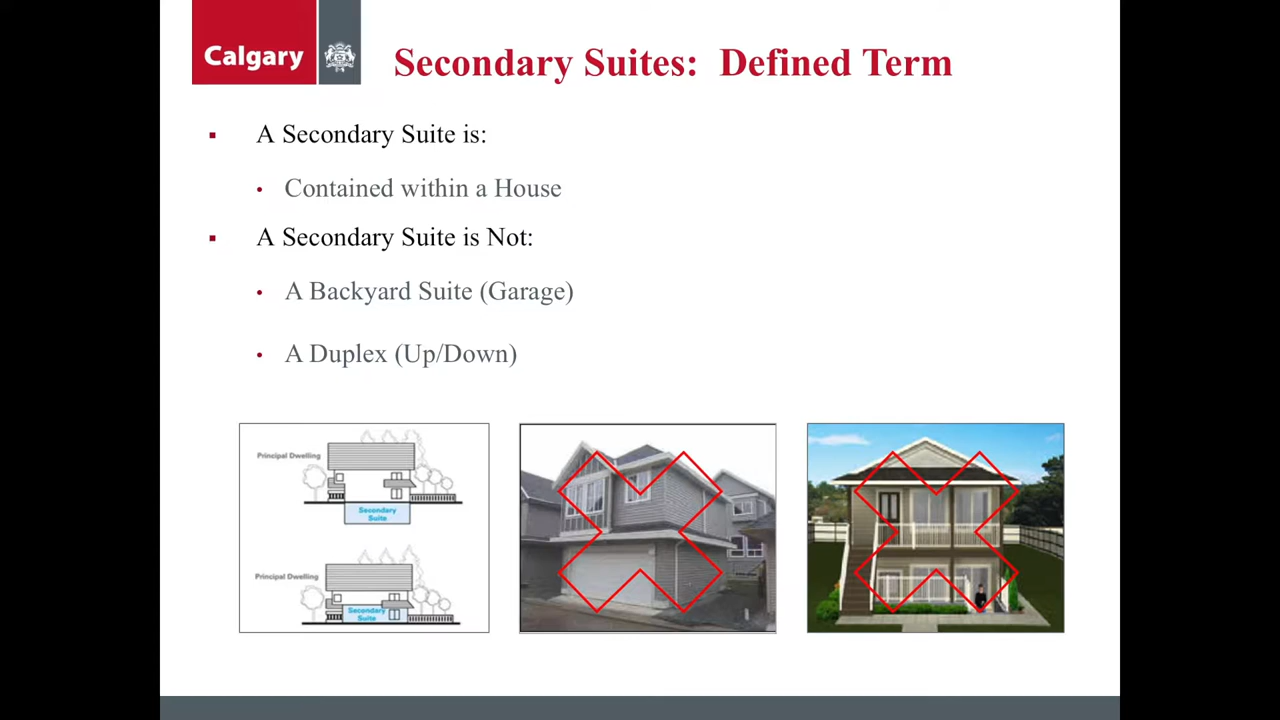 Calgary
Secondary Suites: Defined Term
A Secondary Suite is:
Contained within a House
A Secondary Suite is Not:
A Backyard Suite (Garage)
A Duplex (Up/Down)
Principal Dwelling
Secondary
Suite
Principal Dwelling
Secondary
Suite